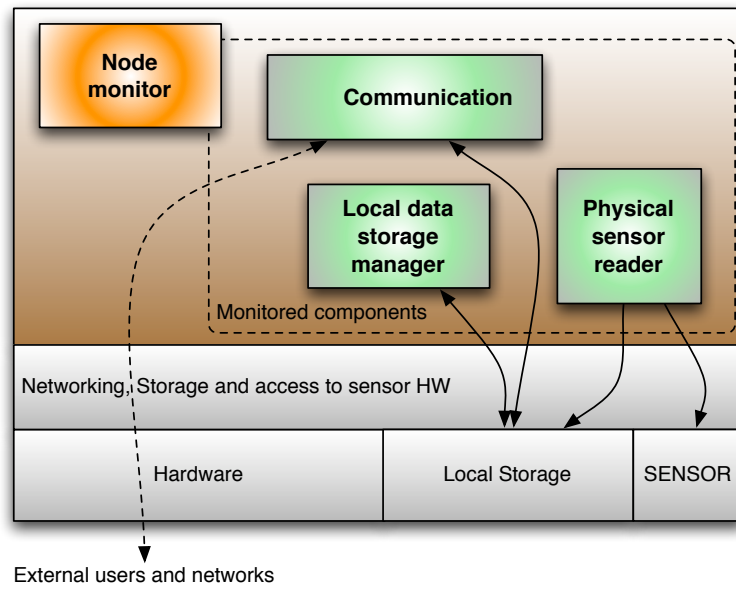 Node
monitor
Communication
Local data
storage
manager
Physical
sensor
reader
Monitored components
Networking, Storage and access to sensor HW
Hardware
Local Storage
SENSOR
External users and networks